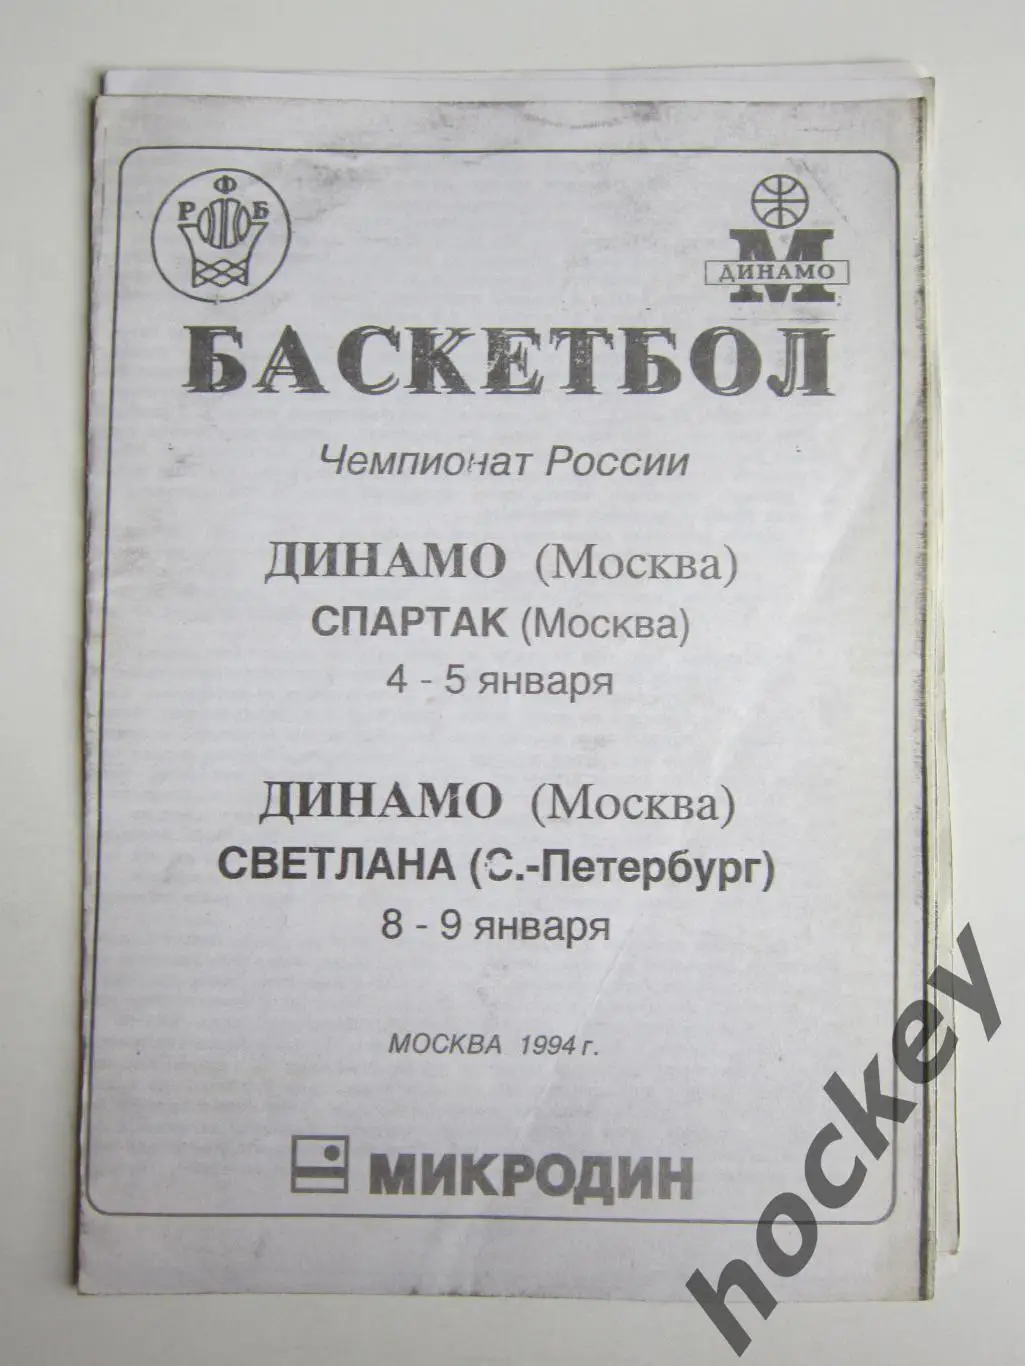 Ф
Р Б
ДИНАМО
М
БАСКЕТБОЛ
Чемпионат России
ДИНАМО (Москва)
СПАРТАК (Москва)
4 - 5 января
ДИНАМО (Москва)
СВЕТЛАНА (С.-Петербург)
8 - 9 января
МОСКВА 1994 г.
МИКРОДИН
hockey